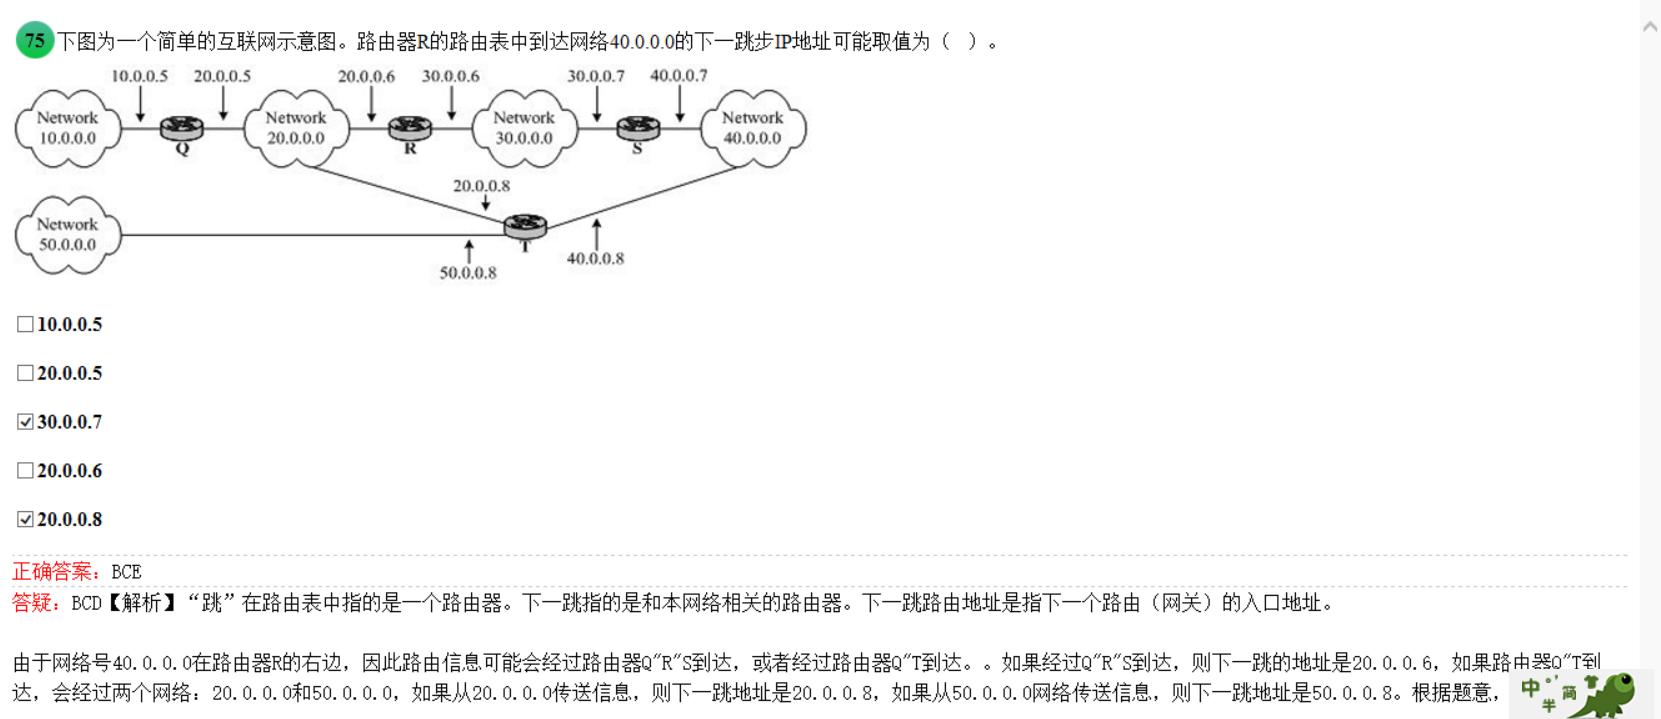 75 下图为一个简单的互联网示意图。路由器R的路由表中到达网络40.0.0.0的下一跳步IP地址可能取值为（ ）。
10.0.0.5 20.0.0.5 20.0.0.6 30.0.0.6 30.0.0.7 40.0.0.7
Network Network Network Network
10.0.0.0 20.0.0.0 30.0.0.0 40.0.0.0
Q R S
20.0.0.8
Network
50.0.0.0
T
50.0.0.8 40.0.0.8
10.0.0.5
20.0.0.5
30.0.0.7
20.0.0.6
20.0.0.8
正确答案：BCE
答疑：BCD【解析】“跳”在路由表中指的是一个路由器。下一跳指的是和本网络相关的路由器。下一跳路由地址是指下一个路由（网关）的入口地址。
由于网络号40.0.0.0在路由器R的右边，因此路由信息可能会经过路由器Q"R"S到达，或者经过路由器Q"T到达。。如果经过Q"R"S到达，则下一跳的地址是20.0.0.6，如果路由器Q"T到
达，会经过两个网络：20.0.0.0和50.0.0.0，如果从20.0.0.0传送信息，则下一跳地址是20.0.0.8，如果从50.0.0.0网络传送信息，则下一跳地址是50.0.0.8。根据题意，
中 半 简